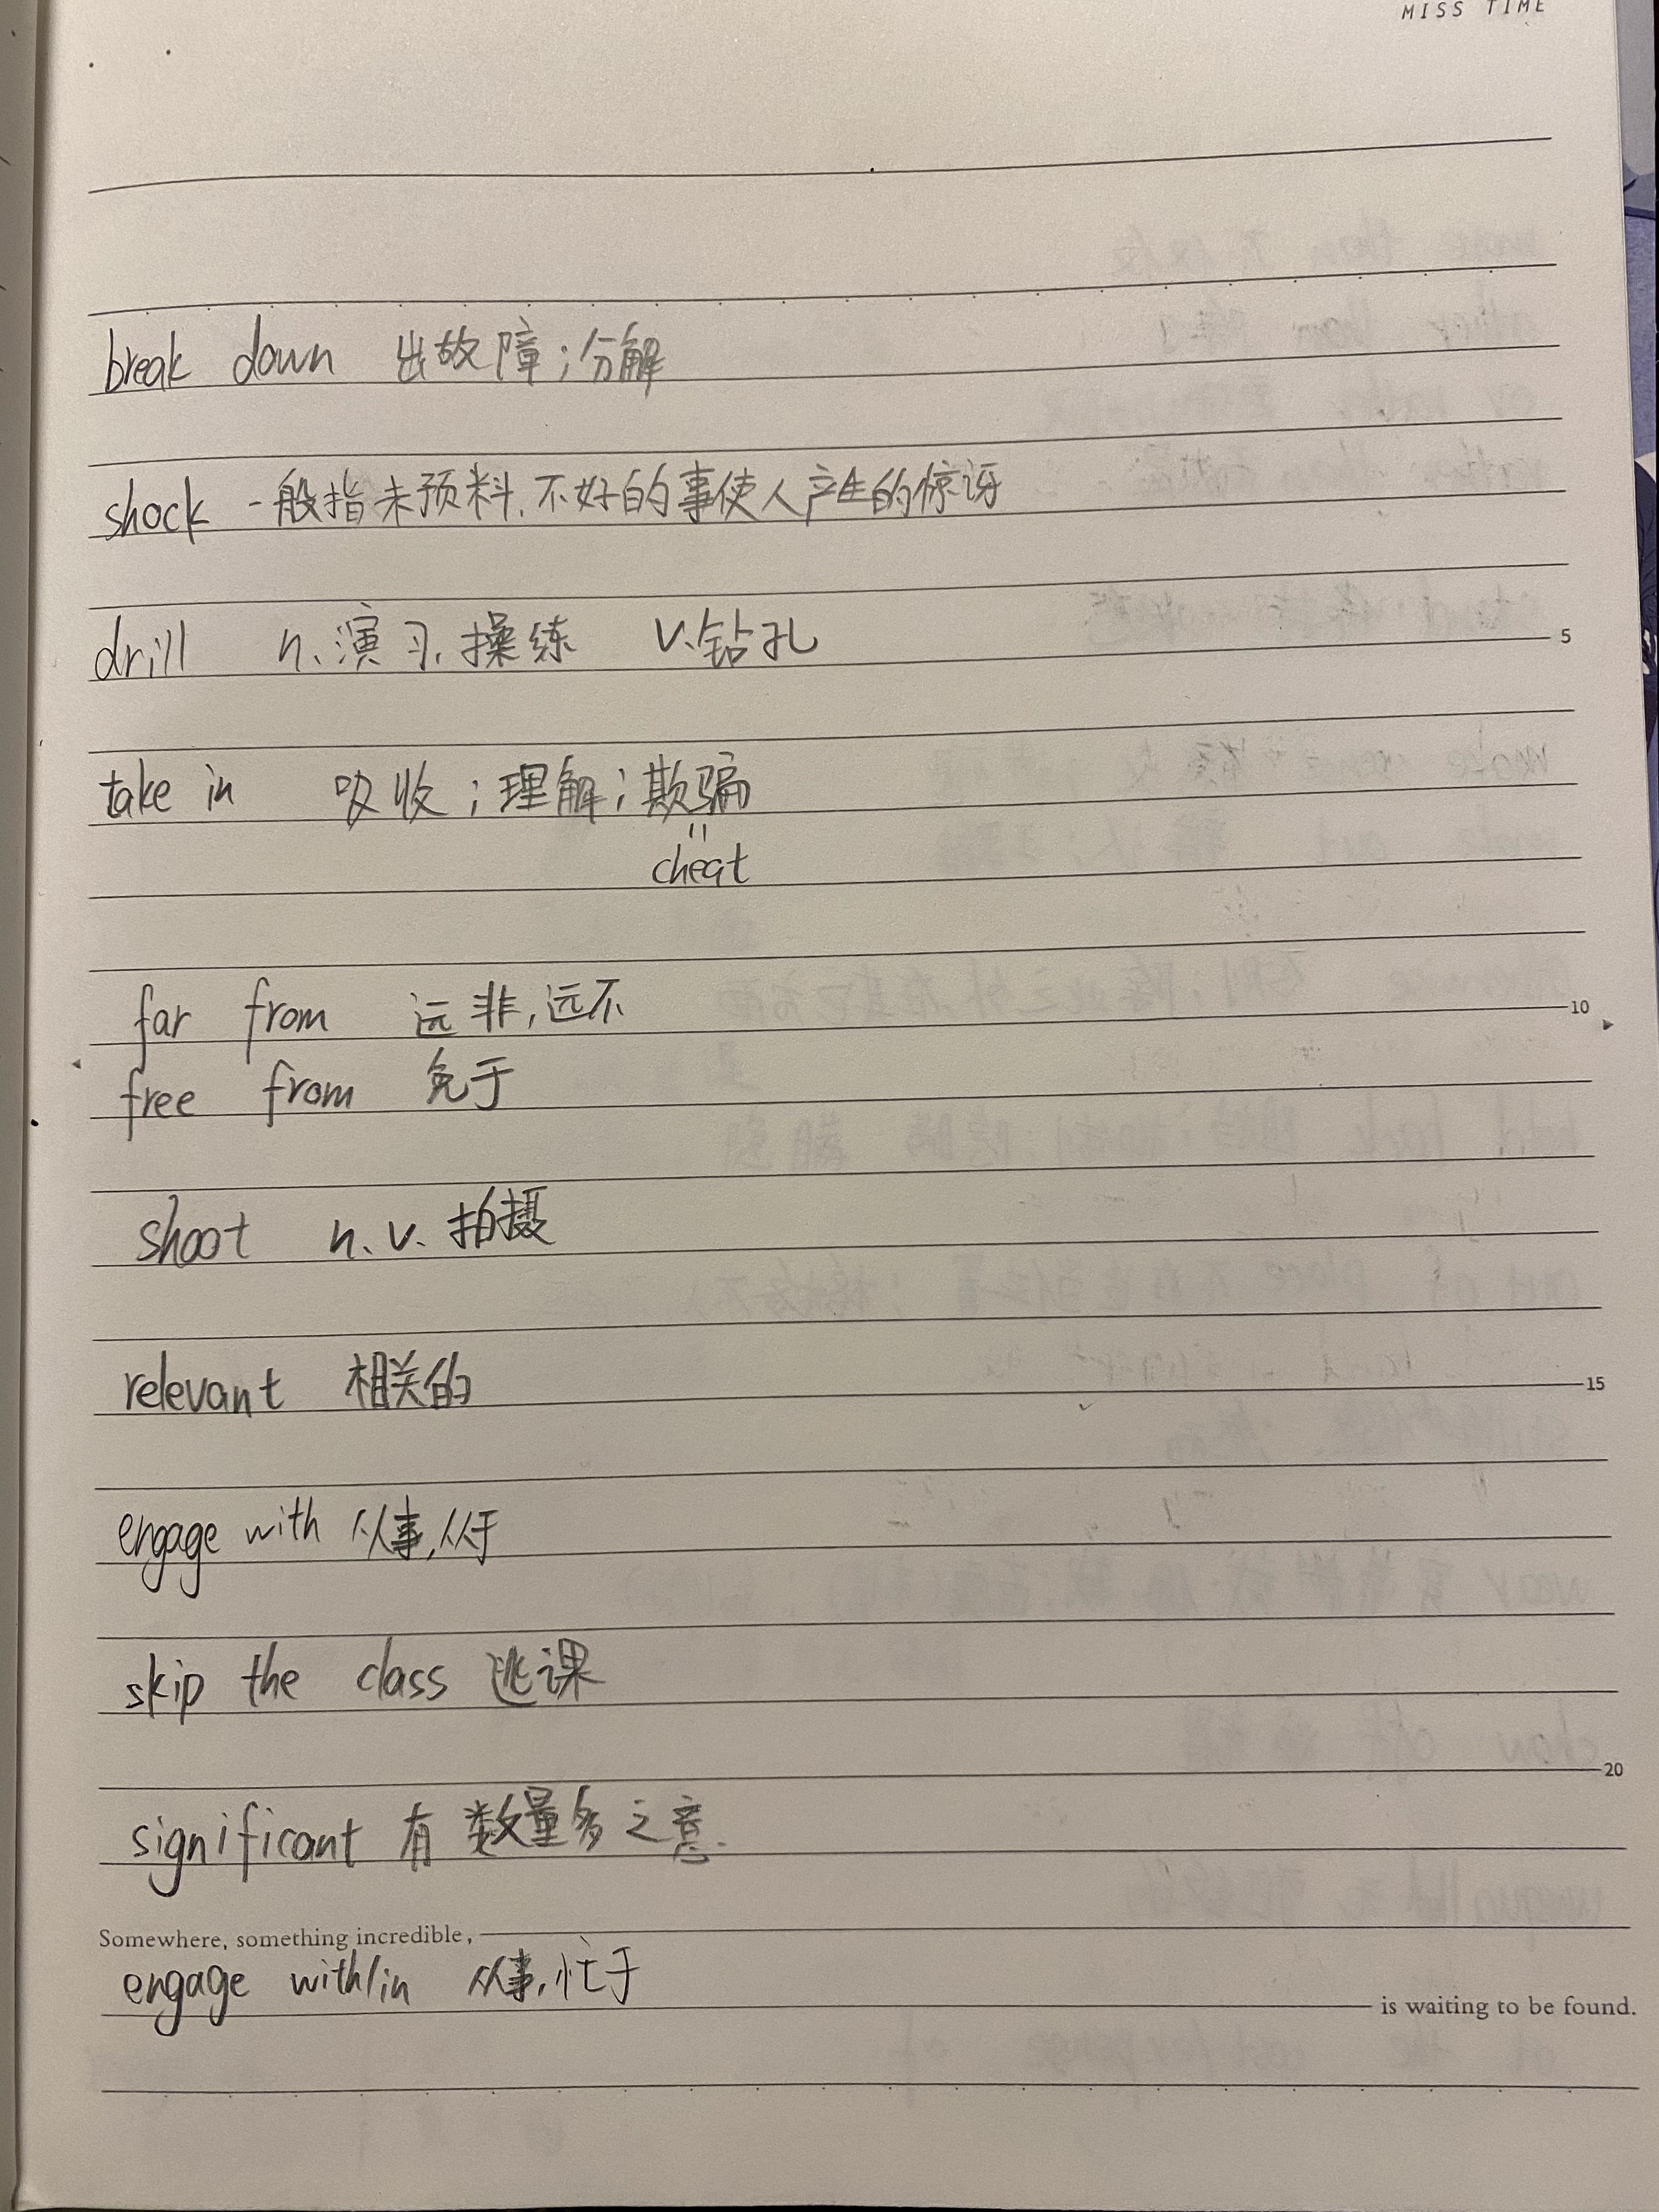 MISS TIME
break down 出故障；分解
shock 一般指未预料，不好的事使人产生的惊讶
drill n、演习，操练 v、钻孔
5
take in 吸收；理解；欺骗
cheat
far from 远非，远不
10
free from 免于
shoot n、v、拍摄
relevant 相关的
15
engage with 从事，从于
skip the class 逃课
20
significant 有数量多之意.
Somewhere, something incredible,
engage with/in 从事，忙于
is waiting to be found.